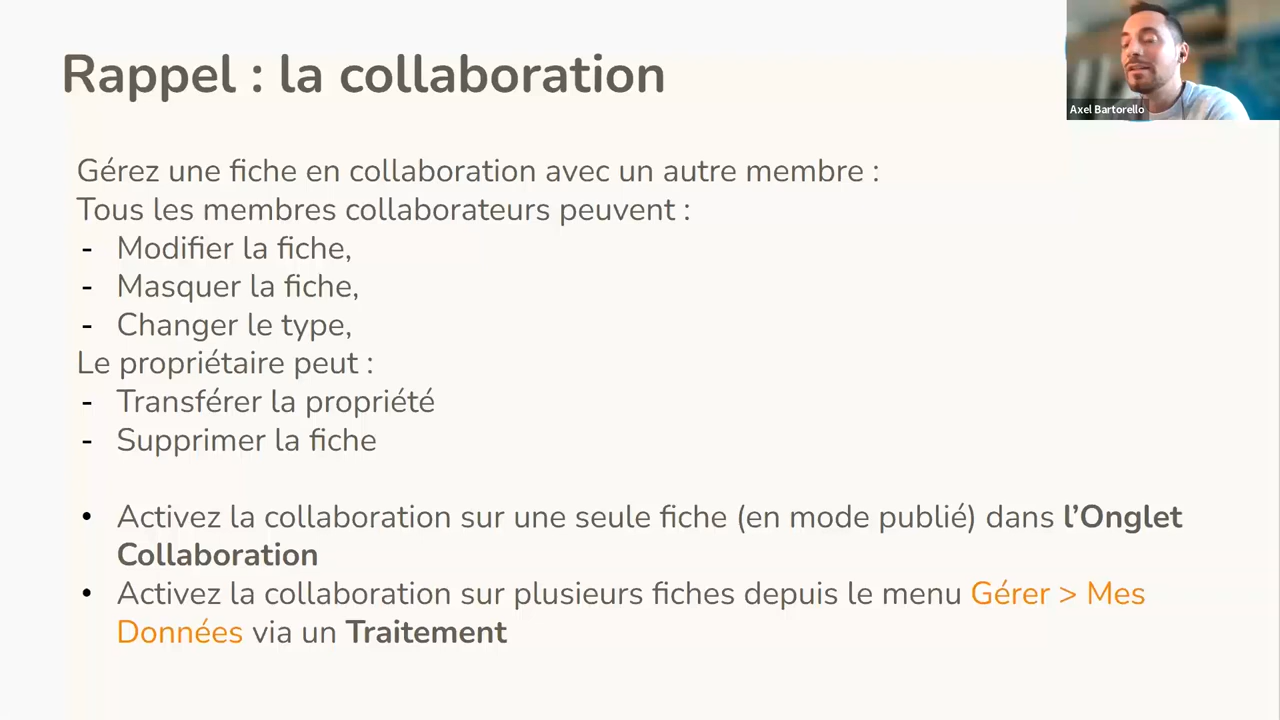 Rappel : la collaboration
Axel Bartorello
Gérez une fiche en collaboration avec un autre membre :
Tous les membres collaborateurs peuvent :
- Modifier la fiche,
- Masquer la fiche,
- Changer le type,
Le propriétaire peut :
- Transférer la propriété
- Supprimer la fiche
• Activez la collaboration sur une seule fiche (en mode publié) dans l’Onglet
Collaboration
• Activez la collaboration sur plusieurs fiches depuis le menu Gérer > Mes
Données via un Traitement